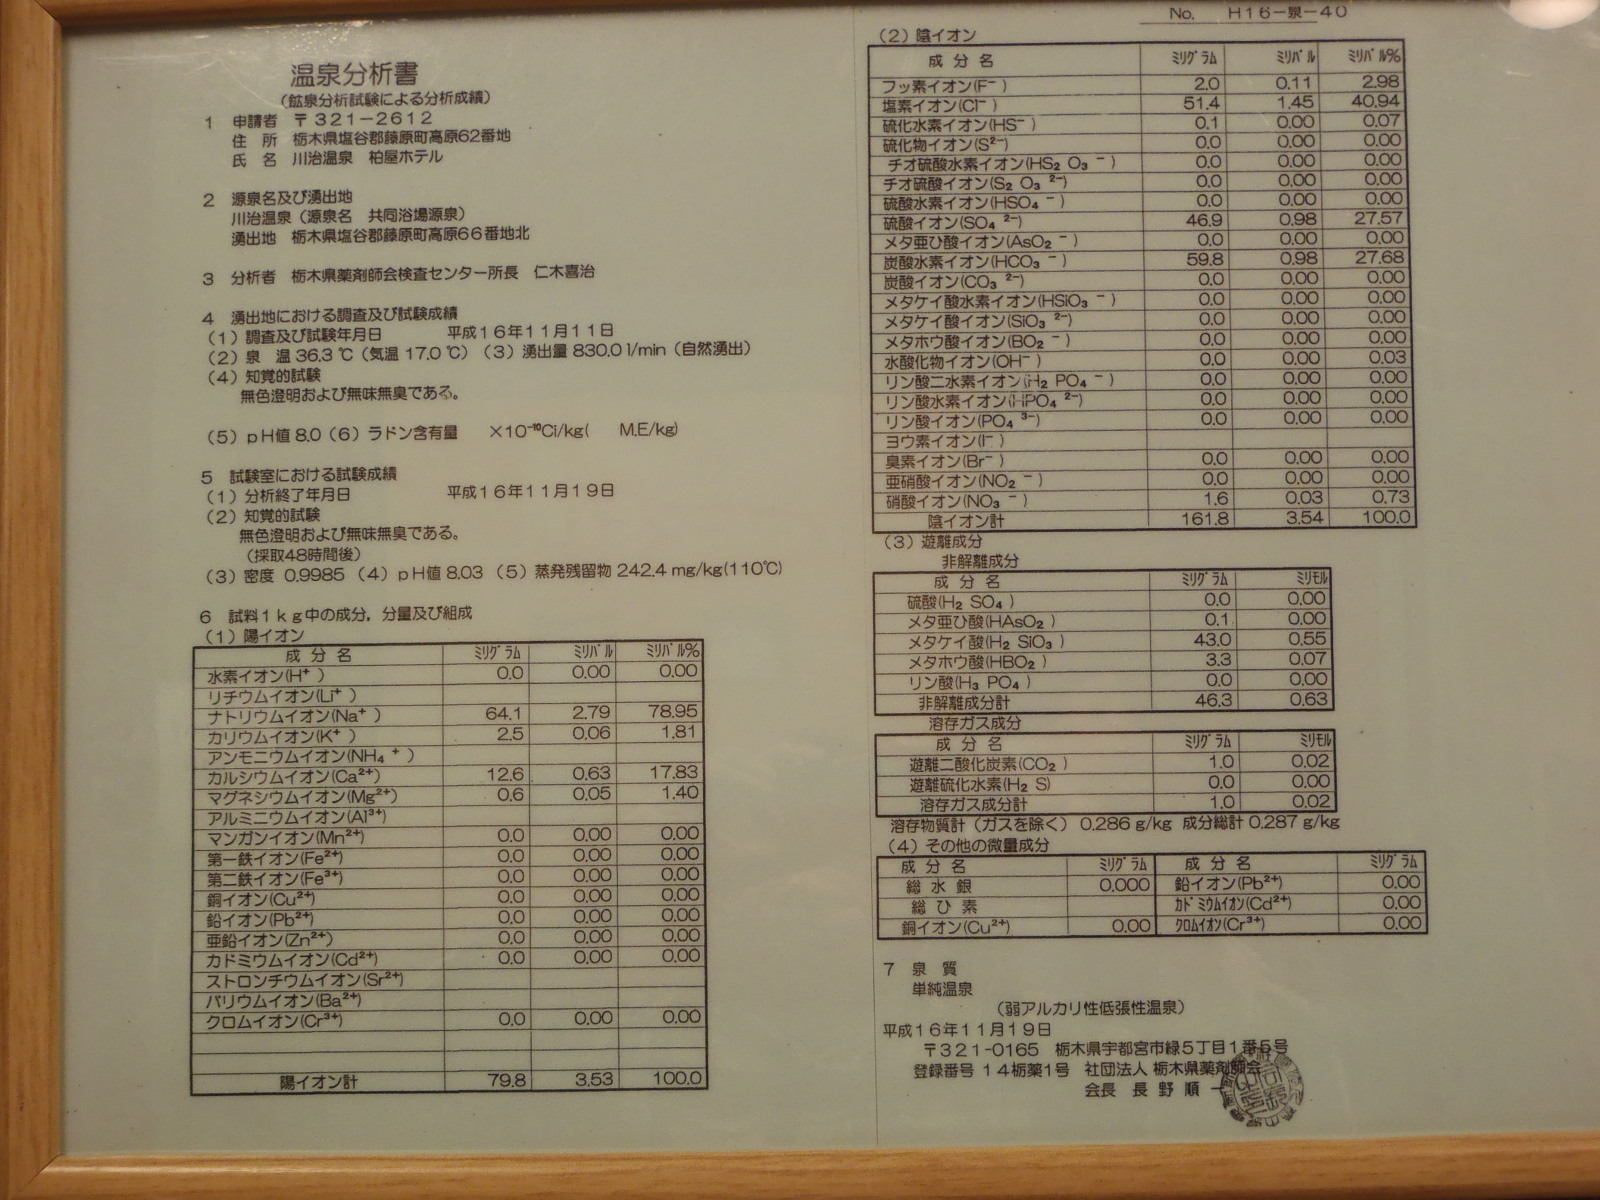 温泉分析書
（鉱泉分析試験による分析成績）
1 申請者 〒321-2612
住 所 栃木県塩谷郡藤原町高原62番地
氏 名 川治温泉 柏屋ホテル
2 源泉名及び湧出地
川治温泉（源泉名 共同浴場源泉）
湧出地 栃木県塩谷郡藤原町高原66番地北
3 分析者 栃木県薬剤師会検査センター所長 仁木喜治
4 湧出地における調査及び試験成績
（1）調査及び試験年月日 平成16年11月11日
（2）泉 温 36.3 ℃（気温 17.0 ℃）（3）湧出量 830.0 l/min（自然湧出）
（4）知覚的試験
無色澄明および無味無臭である。
（5）pH値 8.0（6）ラドン含有量 ×10⁻¹⁰Ci/kg( M.E/kg)
5 試験室における試験成績
（1）分析終了年月日 平成16年11月19日
（2）知覚的試験
無色澄明および無味無臭である。
（採取48時間後）
（3）密度 0.9985（4）pH値 8.03（5）蒸発残留物 242.4 mg/kg(110℃)
6 試料1kg中の成分，分量及び組成
（1）陽イオン
成 分 名 ﾐﾘｸﾞﾗﾑ ﾐﾘﾊﾞﾙ ﾐﾘﾊﾞﾙ%
水素イオン(H⁺) 0.0 0.00 0.00
リチウムイオン(Li⁺)
ナトリウムイオン(Na⁺) 64.1 2.79 78.95
カリウムイオン(K⁺) 2.5 0.06 1.81
アンモニウムイオン(NH₄⁺)
カルシウムイオン(Ca²⁺) 12.6 0.63 17.83
マグネシウムイオン(Mg²⁺) 0.6 0.05 1.40
アルミニウムイオン(Al³⁺)
マンガンイオン(Mn²⁺) 0.0 0.00 0.00
第一鉄イオン(Fe²⁺) 0.0 0.00 0.00
第二鉄イオン(Fe³⁺) 0.0 0.00 0.00
銅イオン(Cu²⁺) 0.0 0.00 0.00
鉛イオン(Pb²⁺) 0.0 0.00 0.00
亜鉛イオン(Zn²⁺) 0.0 0.00 0.00
カドミウムイオン(Cd²⁺) 0.0 0.00 0.00
ストロンチウムイオン(Sr²⁺)
バリウムイオン(Ba²⁺)
クロムイオン(Cr³⁺) 0.0 0.00 0.00
陽イオン計 79.8 3.53 100.0
No. H16-泉-40
（2）陰イオン
成 分 名 ﾐﾘｸﾞﾗﾑ ﾐﾘﾊﾞﾙ ﾐﾘﾊﾞﾙ%
フッ素イオン(F⁻) 2.0 0.11 2.98
塩素イオン(Cl⁻) 51.4 1.45 40.94
硫化水素イオン(HS⁻) 0.1 0.00 0.07
硫化物イオン(S²⁻) 0.0 0.00 0.00
チオ硫酸水素イオン(HS₂O₃⁻) 0.0 0.00 0.00
チオ硫酸イオン(S₂O₃²⁻) 0.0 0.00 0.00
硫酸水素イオン(HSO₄⁻) 0.0 0.00 0.00
硫酸イオン(SO₄²⁻) 46.9 0.98 27.57
メタ亜ひ酸イオン(AsO₂⁻) 0.0 0.00 0.00
炭酸水素イオン(HCO₃⁻) 59.8 0.98 27.68
炭酸イオン(CO₃²⁻) 0.0 0.00 0.00
メタケイ酸水素イオン(HSiO₃⁻) 0.0 0.00 0.00
メタケイ酸イオン(SiO₃²⁻) 0.0 0.00 0.00
メタホウ酸イオン(BO₂⁻) 0.0 0.00 0.00
水酸化物イオン(OH⁻) 0.0 0.00 0.03
リン酸二水素イオン(H₂PO₄⁻) 0.0 0.00 0.00
リン酸水素イオン(HPO₄²⁻) 0.0 0.00 0.00
リン酸イオン(PO₄³⁻) 0.0 0.00 0.00
ヨウ素イオン(I⁻)
臭素イオン(Br⁻) 0.0 0.00 0.00
亜硝酸イオン(NO₂⁻) 0.0 0.00 0.00
硝酸イオン(NO₃⁻) 1.6 0.03 0.73
陰イオン計 161.8 3.54 100.0
（3）遊離成分
非解離成分
成 分 名 ﾐﾘｸﾞﾗﾑ ﾐﾘﾓﾙ
硫酸(H₂SO₄) 0.0 0.00
メタ亜ひ酸(HAsO₂) 0.1 0.00
メタケイ酸(H₂SiO₃) 43.0 0.55
メタホウ酸(HBO₂) 3.3 0.07
リン酸(H₃PO₄) 0.0 0.00
非解離成分計 46.3 0.63
溶存ガス成分
成 分 名 ﾐﾘｸﾞﾗﾑ ﾐﾘﾓﾙ
遊離二酸化炭素(CO₂) 1.0 0.02
遊離硫化水素(H₂S) 0.0 0.00
溶存ガス成分計 1.0 0.02
溶存物質計（ガスを除く） 0.286 g/kg 成分総計 0.287 g/kg
（4）その他の微量成分
成 分 名 ﾐﾘｸﾞﾗﾑ 成 分 名 ﾐﾘｸﾞﾗﾑ
総 水 銀 0.000 鉛イオン(Pb²⁺) 0.00
総 ひ 素 ｶﾄﾞﾐｳﾑｲｵﾝ(Cd²⁺) 0.00
銅イオン(Cu²⁺) 0.00 ｸﾛﾑｲｵﾝ(Cr³⁺) 0.00
7 泉 質
単純温泉
（弱アルカリ性低張性温泉）
平成16年11月19日
〒321-0165 栃木県宇都宮市緑5丁目1番5号
登録番号 14栃薬1号 社団法人 栃木県薬剤師会
会長 長 野 順 一